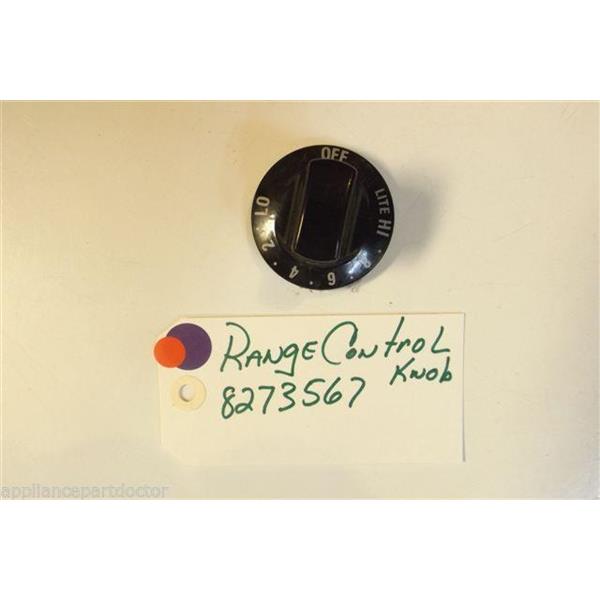 OFF
LITE HI
8
6
4
2
LO
RANGE CONTROL
KNOB
8273567
appliancepartdoctor